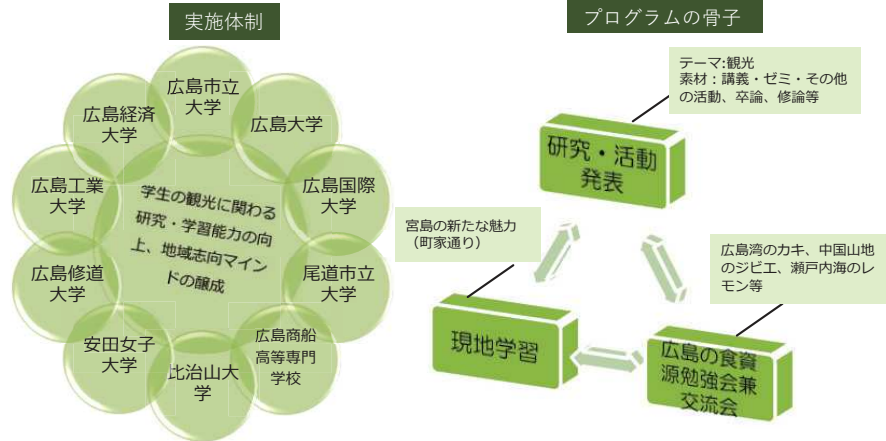 実施体制
プログラムの骨子
広島市立
大学
広島大学
広島国際
大学
尾道市立
大学
広島商船
高等専門
学校
比治山大
学
安田女子
大学
広島修道
大学
広島工業
大学
広島経済
大学
学生の観光に関わる
研究・学習能力の向
上、地域志向マイン
ドの醸成
テーマ:観光
素材：講義・ゼミ・その他
の活動、卒論、修論等
研究・活動
発表
宮島の新たな魅力
（町家通り）
現地学習
広島湾のカキ、中国山地
のジビエ、瀬戸内海のレ
モン等
広島の食資
源勉強会兼
交流会